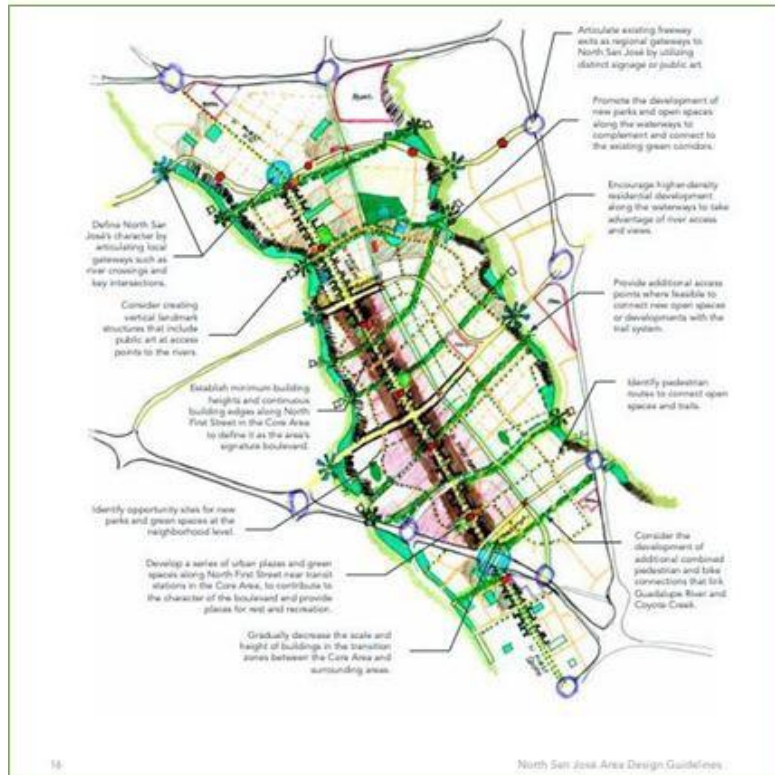 Articulate existing freeway
exits as regional gateways to
North San José by utilizing
distinct signage or public art.
Promote the development of
new parks and open spaces
along the waterways to
complement and connect to
the existing green corridors.
Encourage higher-density
residential development
along the waterways to take
advantage of river access
and views.
Define North San
José's character by
articulating local
gateways such as
river crossings and
key intersections.
Provide additional access
points where feasible to
connect new open spaces
or developments with the
trail system.
Consider creating
vertical landmark
structures that include
public art at access
points to the rivers.
Establish minimum building
heights and continuous
building edges along North
First Street in the Core Area
to define it as the area's
signature boulevard.
Identify pedestrian
routes to connect open
spaces and trails.
Identify opportunity sites for new
parks and green spaces at the
neighborhood level.
Consider the
development of
additional combined
pedestrian and bike
connections that link
Guadalupe River and
Coyote Creek.
Develop a series of urban plazas and green
spaces along North First Street near transit
stations in the Core Area, to contribute to
the character of the boulevard and provide
places for rest and recreation.
Gradually decrease the scale and
height of buildings in the transition
zones between the Core Area and
surrounding areas.
North San José Area Design Guidelines